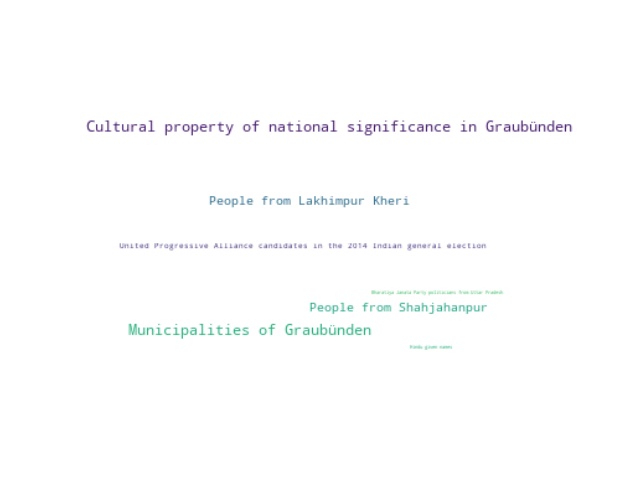 Cultural property of national significance in Graubünden
People from Lakhimpur Kheri
United Progressive Alliance candidates in the 2014 Indian general election
Bharatiya Janata Party politicians from Uttar Pradesh
People from Shahjahanpur
Municipalities of Graubünden
Hindu given names